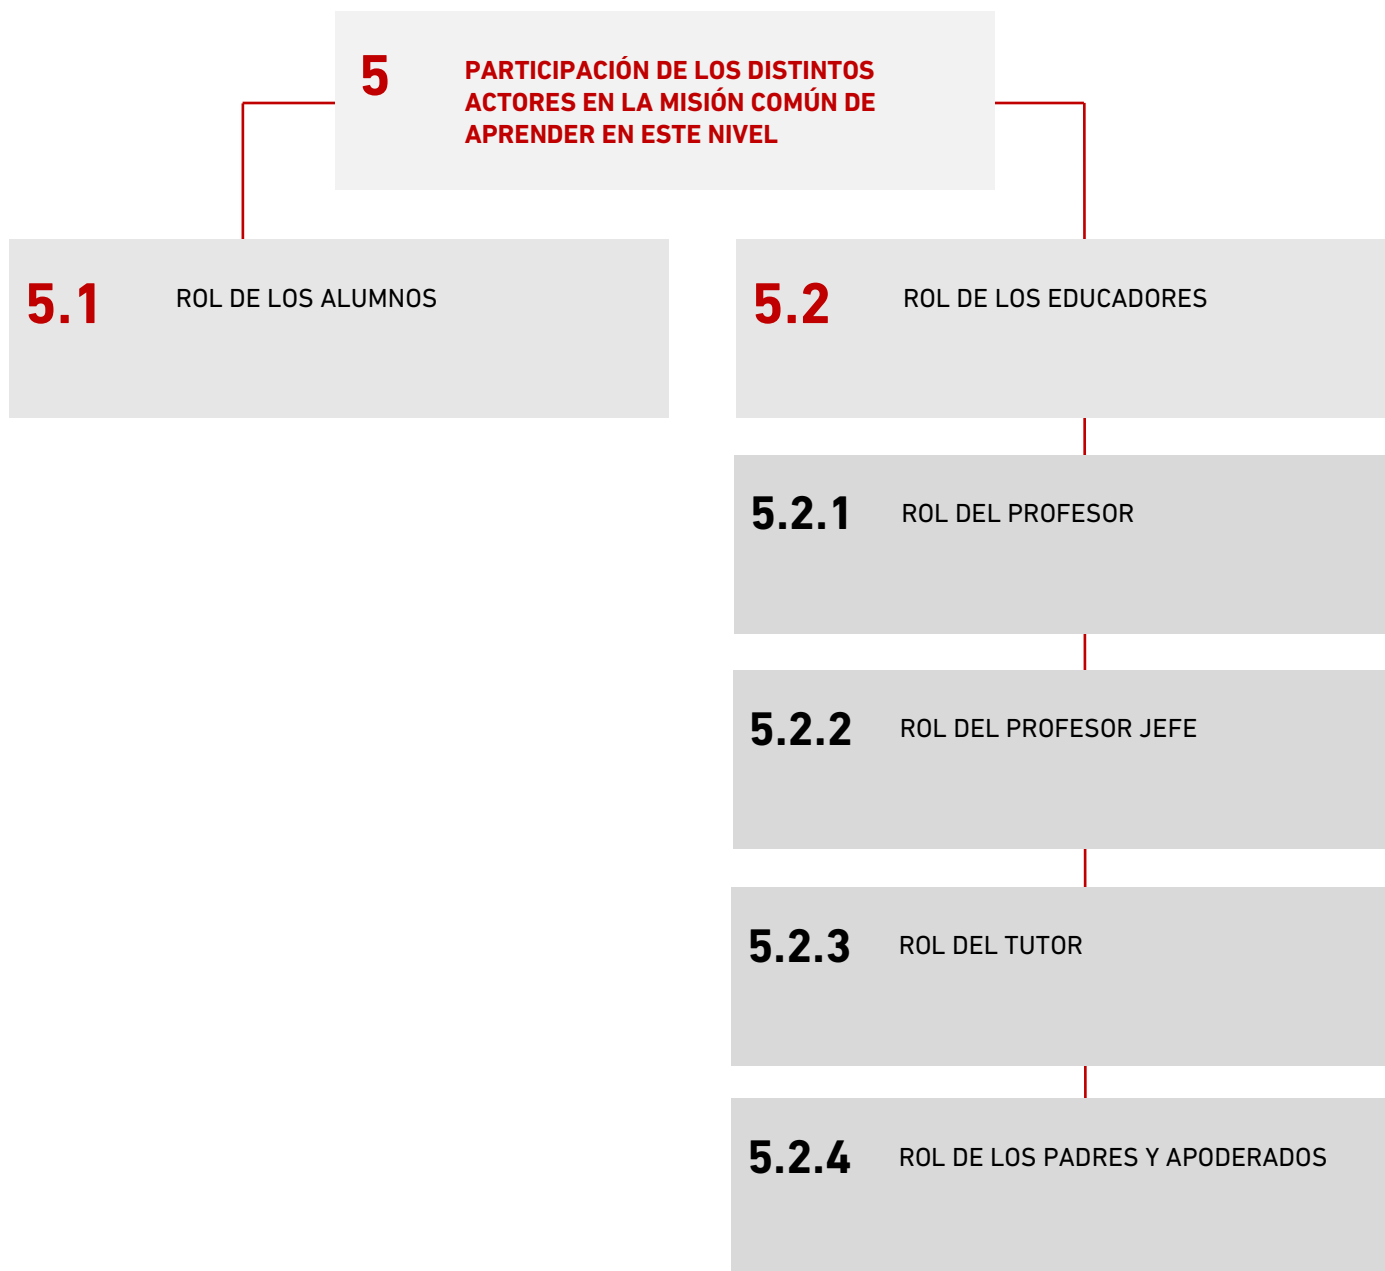 5
PARTICIPACIÓN DE LOS DISTINTOS
ACTORES EN LA MISIÓN COMÚN DE
APRENDER EN ESTE NIVEL
5.1 ROL DE LOS ALUMNOS
5.2 ROL DE LOS EDUCADORES
5.2.1 ROL DEL PROFESOR
5.2.2 ROL DEL PROFESOR JEFE
5.2.3 ROL DEL TUTOR
5.2.4 ROL DE LOS PADRES Y APODERADOS